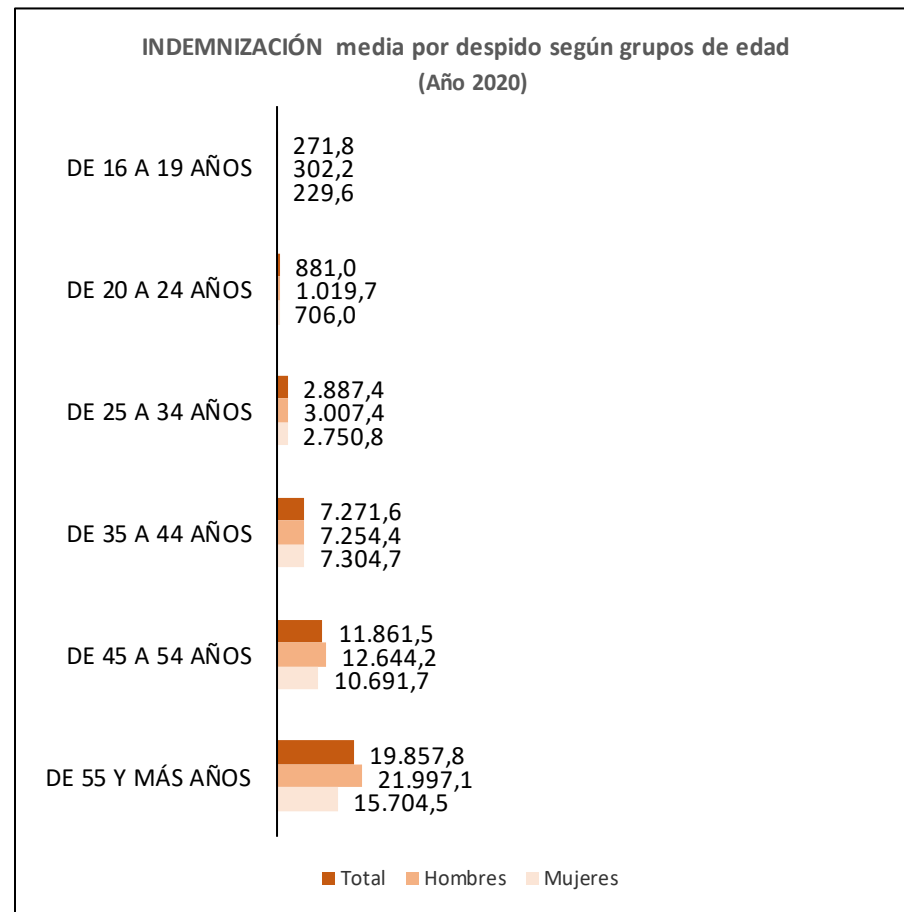 INDEMNIZACIÓN media por despido según grupos de edad
(Año 2020)
DE 16 A 19 AÑOS
271,8
302,2
229,6
DE 20 A 24 AÑOS
881,0
1.019,7
706,0
DE 25 A 34 AÑOS
2.887,4
3.007,4
2.750,8
DE 35 A 44 AÑOS
7.271,6
7.254,4
7.304,7
DE 45 A 54 AÑOS
11.861,5
12.644,2
10.691,7
DE 55 Y MÁS AÑOS
19.857,8
21.997,1
15.704,5
Total Hombres Mujeres